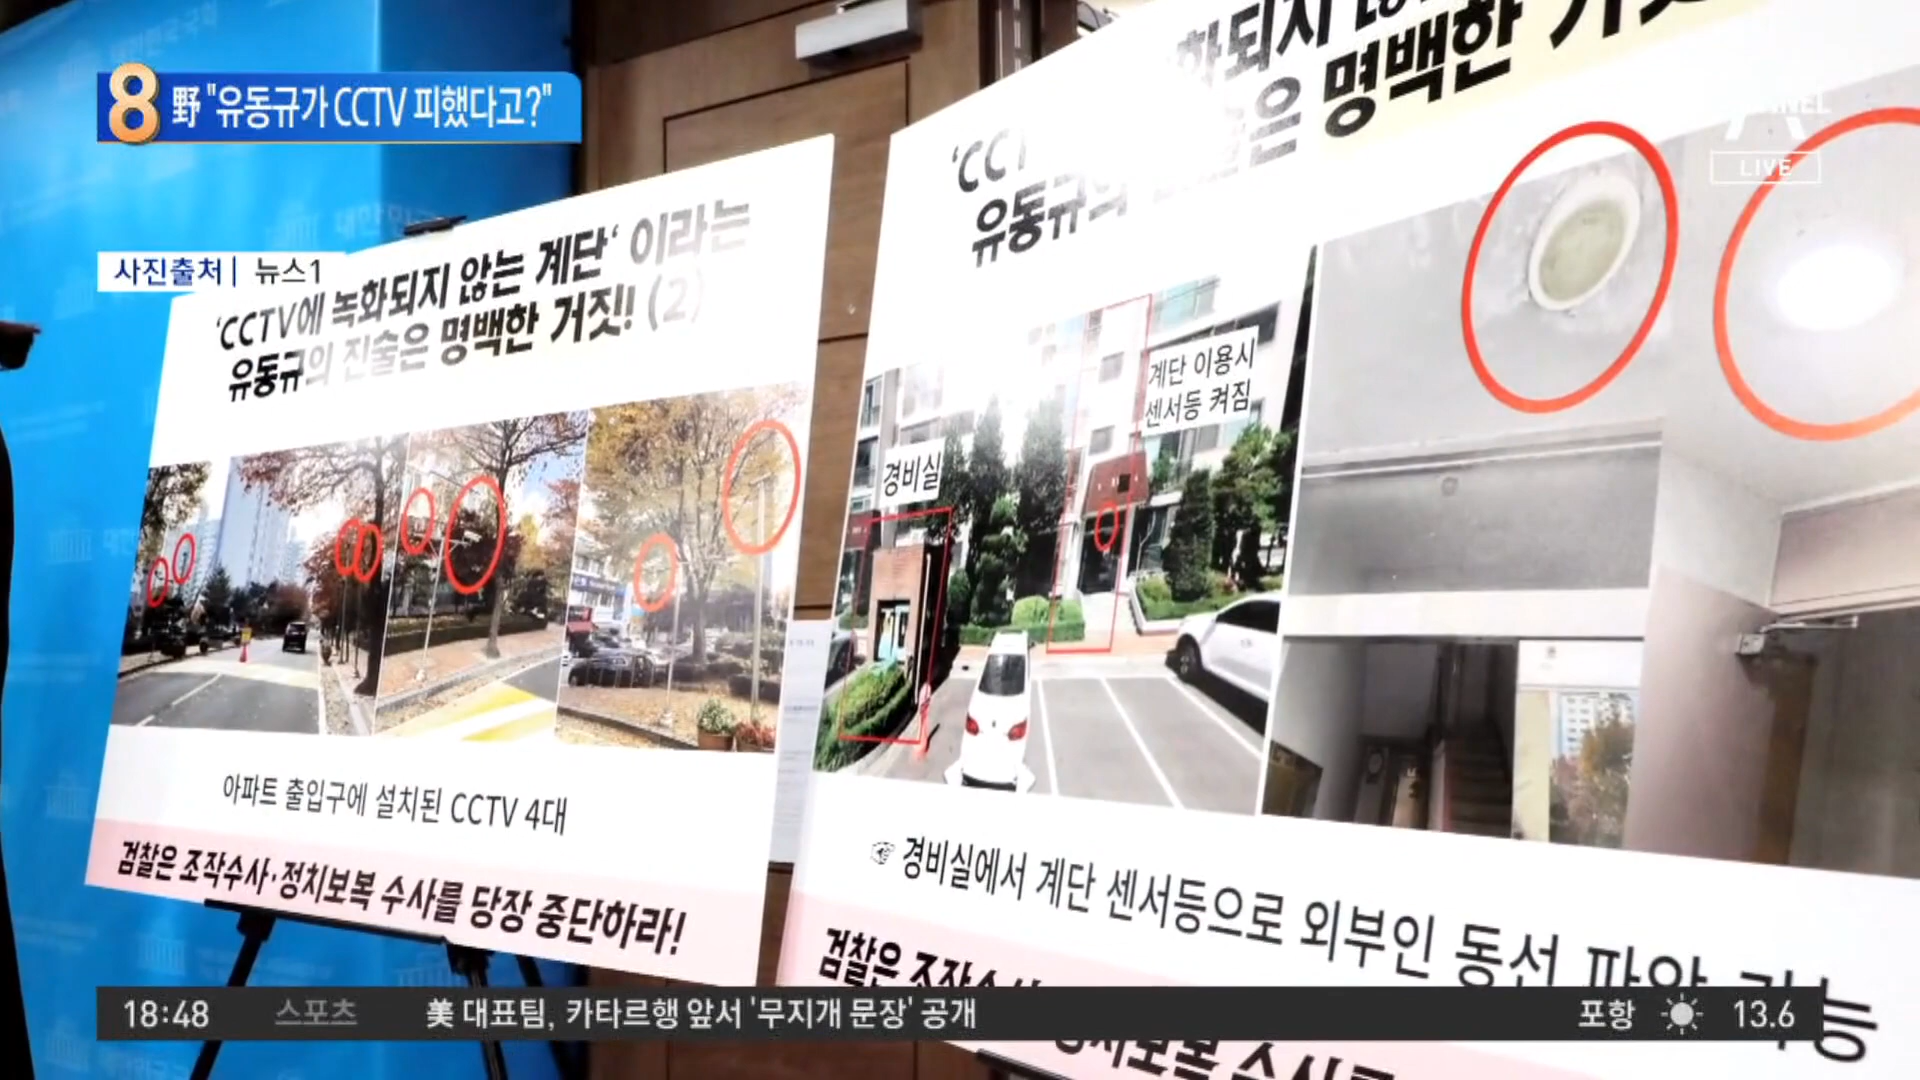 8 野 "유동규가 CCTV 피했다고?"
LIVE
사진출처 | 뉴스1
'CCTV에 녹화되지 않는 계단' 이라는
유동규의 진술은 명백한 거짓! (2)
아파트 출입구에 설치된 CCTV 4대
검찰은 조작수사·정치보복 수사를 당장 중단하라!
유동규의
명백한
경비실
계단 이용시
센서등 켜짐
☞ 경비실에서 계단 센서등으로 외부인 동선 파악
검찰은
18:48 스포츠 美 대표팀, 카타르행 앞서 '무지개 문장' 공개 포항 13.6